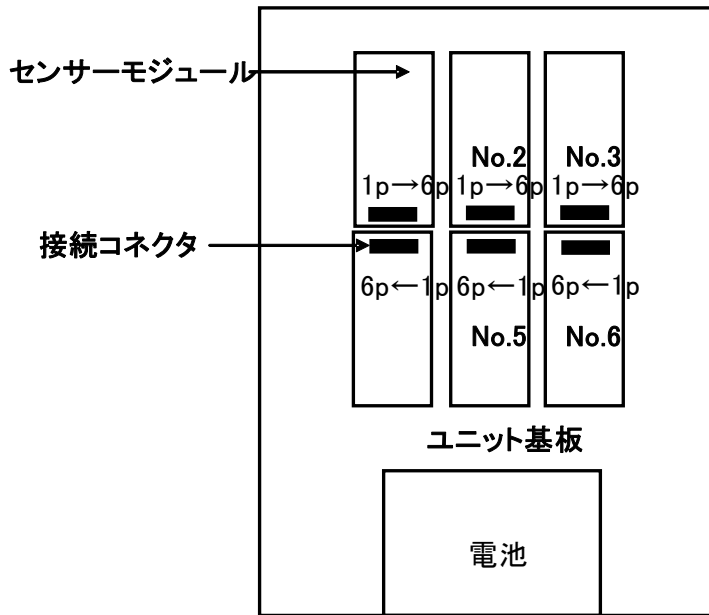 センサーモジュール
No.2
No.3
1p→6p
1p→6p
1p→6p
接続コネクタ
6p←1p
6p←1p
6p←1p
No.5
No.6
ユニット基板
電池